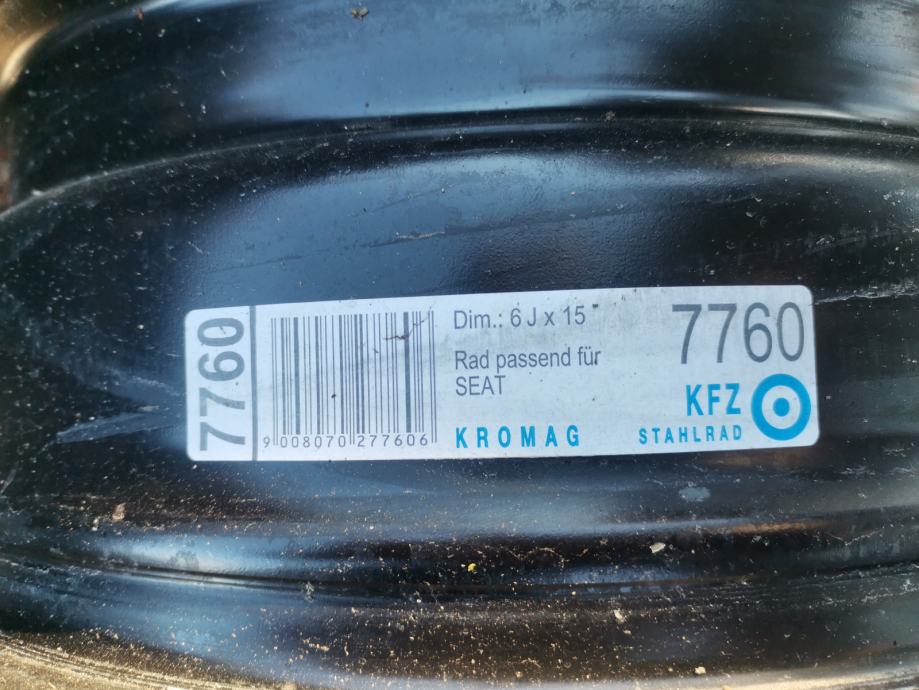 7760
9 008070 277606
Dim.: 6 J x 15"
Rad passend für
SEAT
KROMAG
7760
KFZ
STAHLRAD